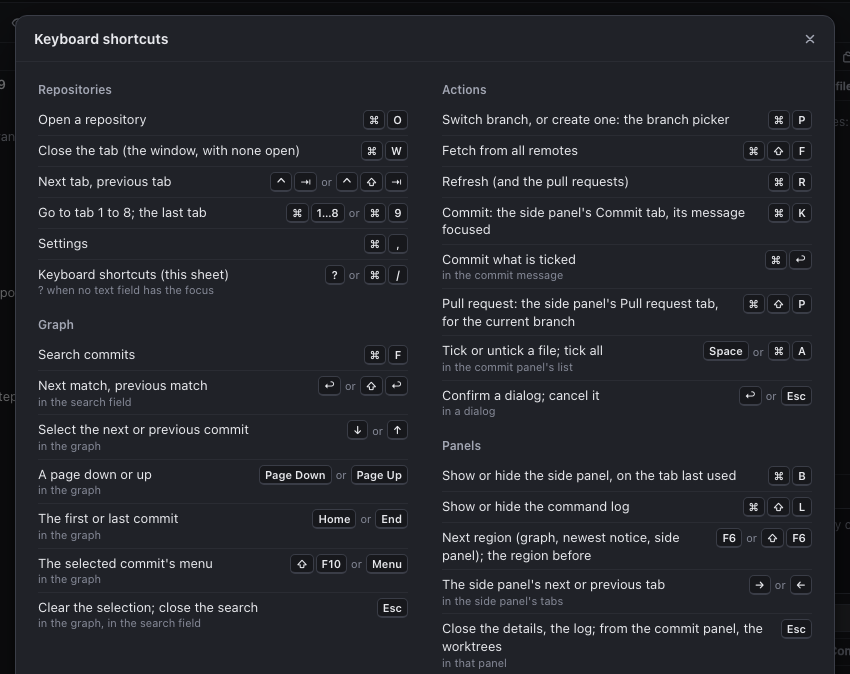 Keyboard shortcuts ×
Repositories
Open a repository ⌘ O
Close the tab (the window, with none open) ⌘ W
Next tab, previous tab ^ ⇥ or ^ ⇧ ⇥
Go to tab 1 to 8; the last tab ⌘ 1…8 or ⌘ 9
Settings ⌘ ,
Keyboard shortcuts (this sheet) ? or ⌘ /
? when no text field has the focus
Graph
Search commits ⌘ F
Next match, previous match ↩ or ⇧ ↩
in the search field
Select the next or previous commit ↓ or ↑
in the graph
A page down or up Page Down or Page Up
in the graph
The first or last commit Home or End
in the graph
The selected commit's menu ⇧ F10 or Menu
in the graph
Clear the selection; close the search Esc
in the graph, in the search field
Actions
Switch branch, or create one: the branch picker ⌘ P
Fetch from all remotes ⌘ ⇧ F
Refresh (and the pull requests) ⌘ R
Commit: the side panel's Commit tab, its message ⌘ K
focused
Commit what is ticked ⌘ ↩
in the commit message
Pull request: the side panel's Pull request tab, ⌘ ⇧ P
for the current branch
Tick or untick a file; tick all Space or ⌘ A
in the commit panel's list
Confirm a dialog; cancel it ↩ or Esc
in a dialog
Panels
Show or hide the side panel, on the tab last used ⌘ B
Show or hide the command log ⌘ ⇧ L
Next region (graph, newest notice, side F6 or ⇧ F6
panel); the region before
The side panel's next or previous tab → or ←
in the side panel's tabs
Close the details, the log; from the commit panel, the Esc
worktrees
in that panel